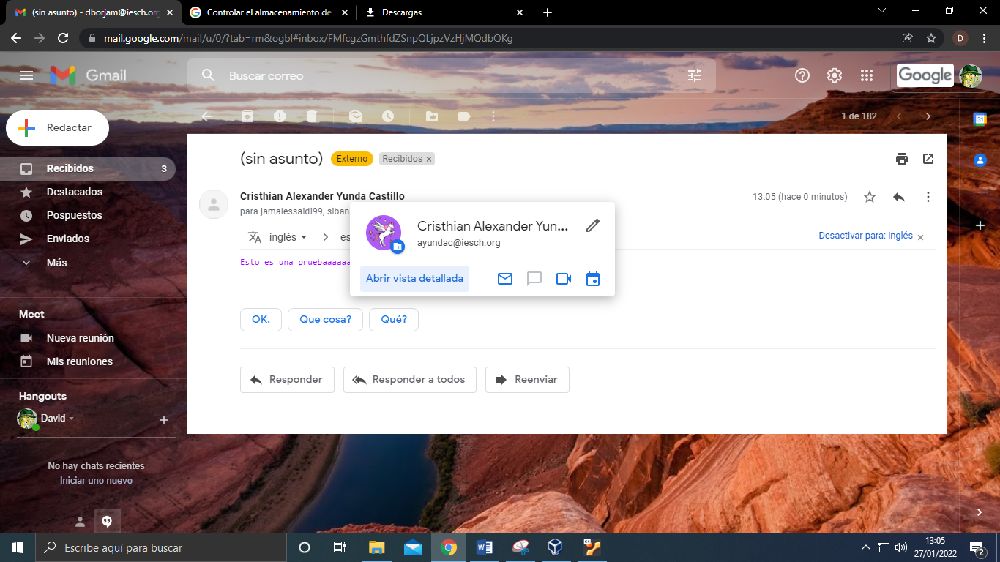 (sin asunto) - dborjam@iesch.org
Controlar el almacenamiento de
Descargas
mail.google.com/mail/u/0/?tab=rm&ogbl#inbox/FMfcgzGmthfdZSnpQLjpzVzHjMQdbQKg
D
Gmail
Buscar correo
Google
Redactar
1 de 182
31
Recibidos 3
Destacados
Pospuestos
Enviados
Más
(sin asunto) Externo Recibidos
Cristhian Alexander Yunda Castillo
13:05 (hace 0 minutos)
para jamalessaidi99, siban
inglés
es
Desactivar para: inglés
Esto es una pruebaaaaaa
Cristhian Alexander Yun...
ayundac@iesch.org
Abrir vista detallada
OK.
Que cosa?
Qué?
Responder
Responder a todos
Reenviar
Meet
Nueva reunión
Mis reuniones
Hangouts
David
No hay chats recientes
Iniciar uno nuevo
Escribe aquí para buscar
13:05
27/01/2022
2